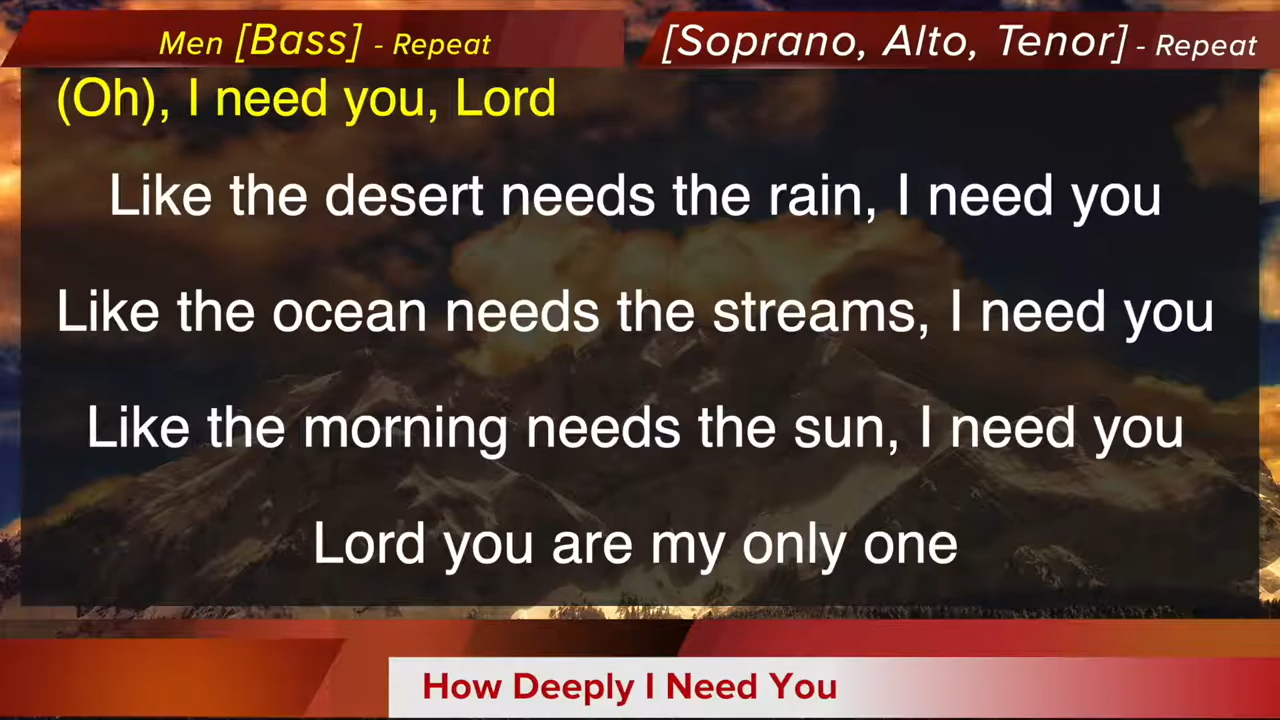 Men [Bass] - Repeat
[Soprano, Alto, Tenor] - Repeat
(Oh), I need you, Lord
Like the desert needs the rain, I need you
Like the ocean needs the streams, I need you
Like the morning needs the sun, I need you
Lord you are my only one
How Deeply I Need You